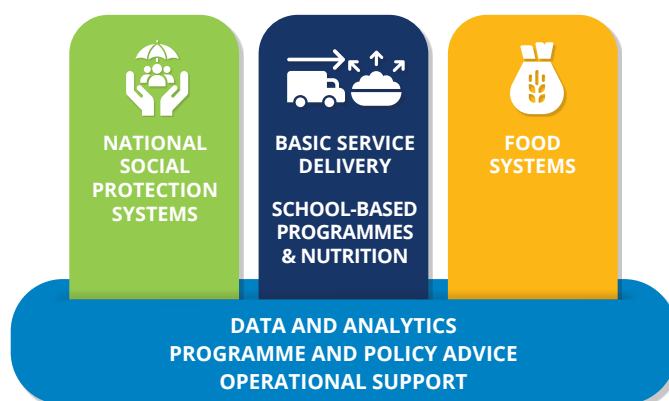 NATIONAL
SOCIAL
PROTECTION
SYSTEMS
BASIC SERVICE
DELIVERY
SCHOOL-BASED
PROGRAMMES
& NUTRITION
FOOD
SYSTEMS
DATA AND ANALYTICS
PROGRAMME AND POLICY ADVICE
OPERATIONAL SUPPORT